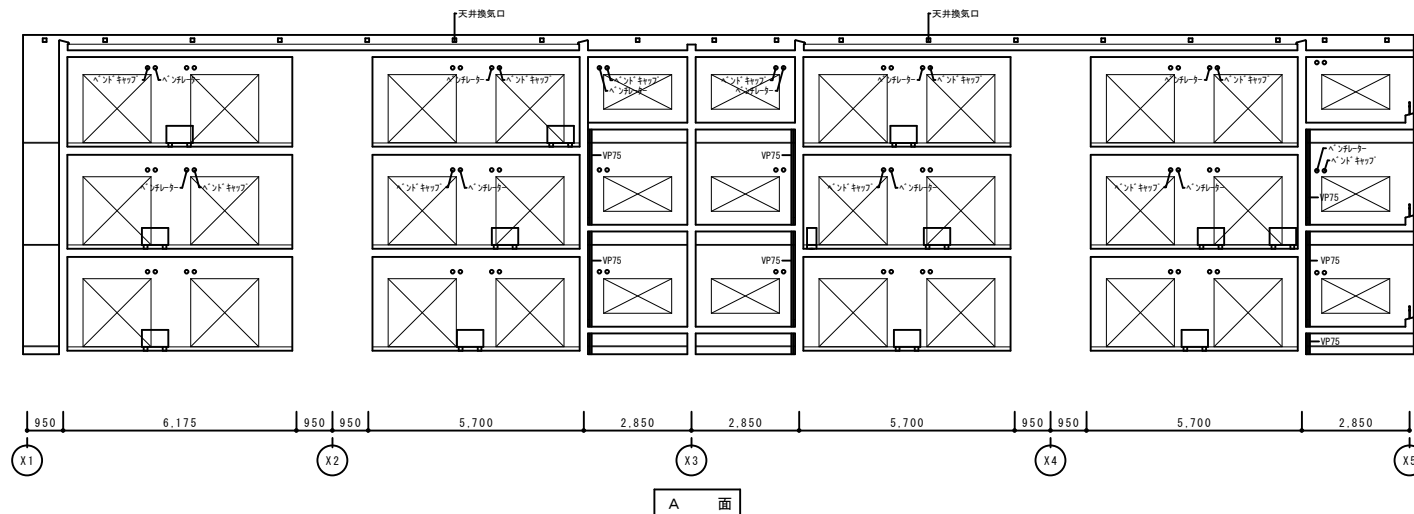 天井換気口 天井換気口
ベンドキャップ ベンチレーター ベンチレーター ベンドキャップ ベンドキャップ ベンドキャップ ベンチレーター ベンドキャップ ベンチレーター ベンドキャップ
ベンチレーター ベンチレーター
ベンチレーター
VP75 VP75 ベンドキャップ
ベンチレーター ベンドキャップ ベンドキャップ ベンチレーター ベンドキャップ ベンチレーター ベンドキャップ ベンチレーター
VP75
VP75 VP75 VP75
VP75
950 6,175 950 950 5,700 2,850 2,850 5,700 950 950 5,700 2,850
X1 X2 X3 X4 X5
A 面